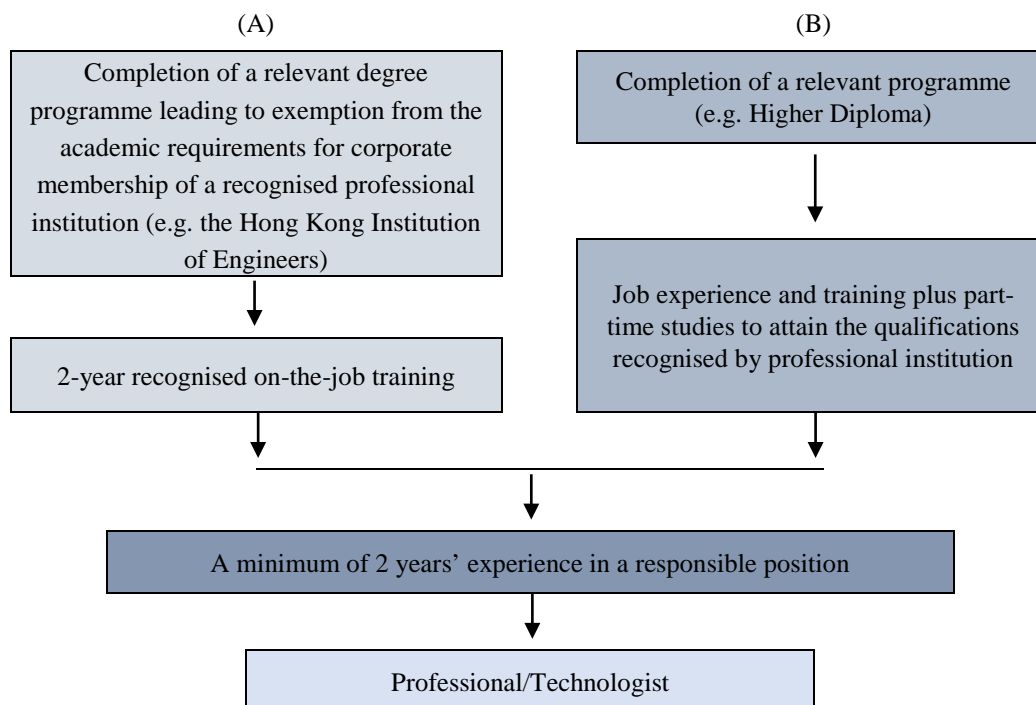 (A)
Completion of a relevant degree
programme leading to exemption from the
academic requirements for corporate
membership of a recognised professional
institution (e.g. the Hong Kong Institution
of Engineers)
2-year recognised on-the-job training
(B)
Completion of a relevant programme
(e.g. Higher Diploma)
Job experience and training plus part-
time studies to attain the qualifications
recognised by professional institution
A minimum of 2 years’ experience in a responsible position
Professional/Technologist